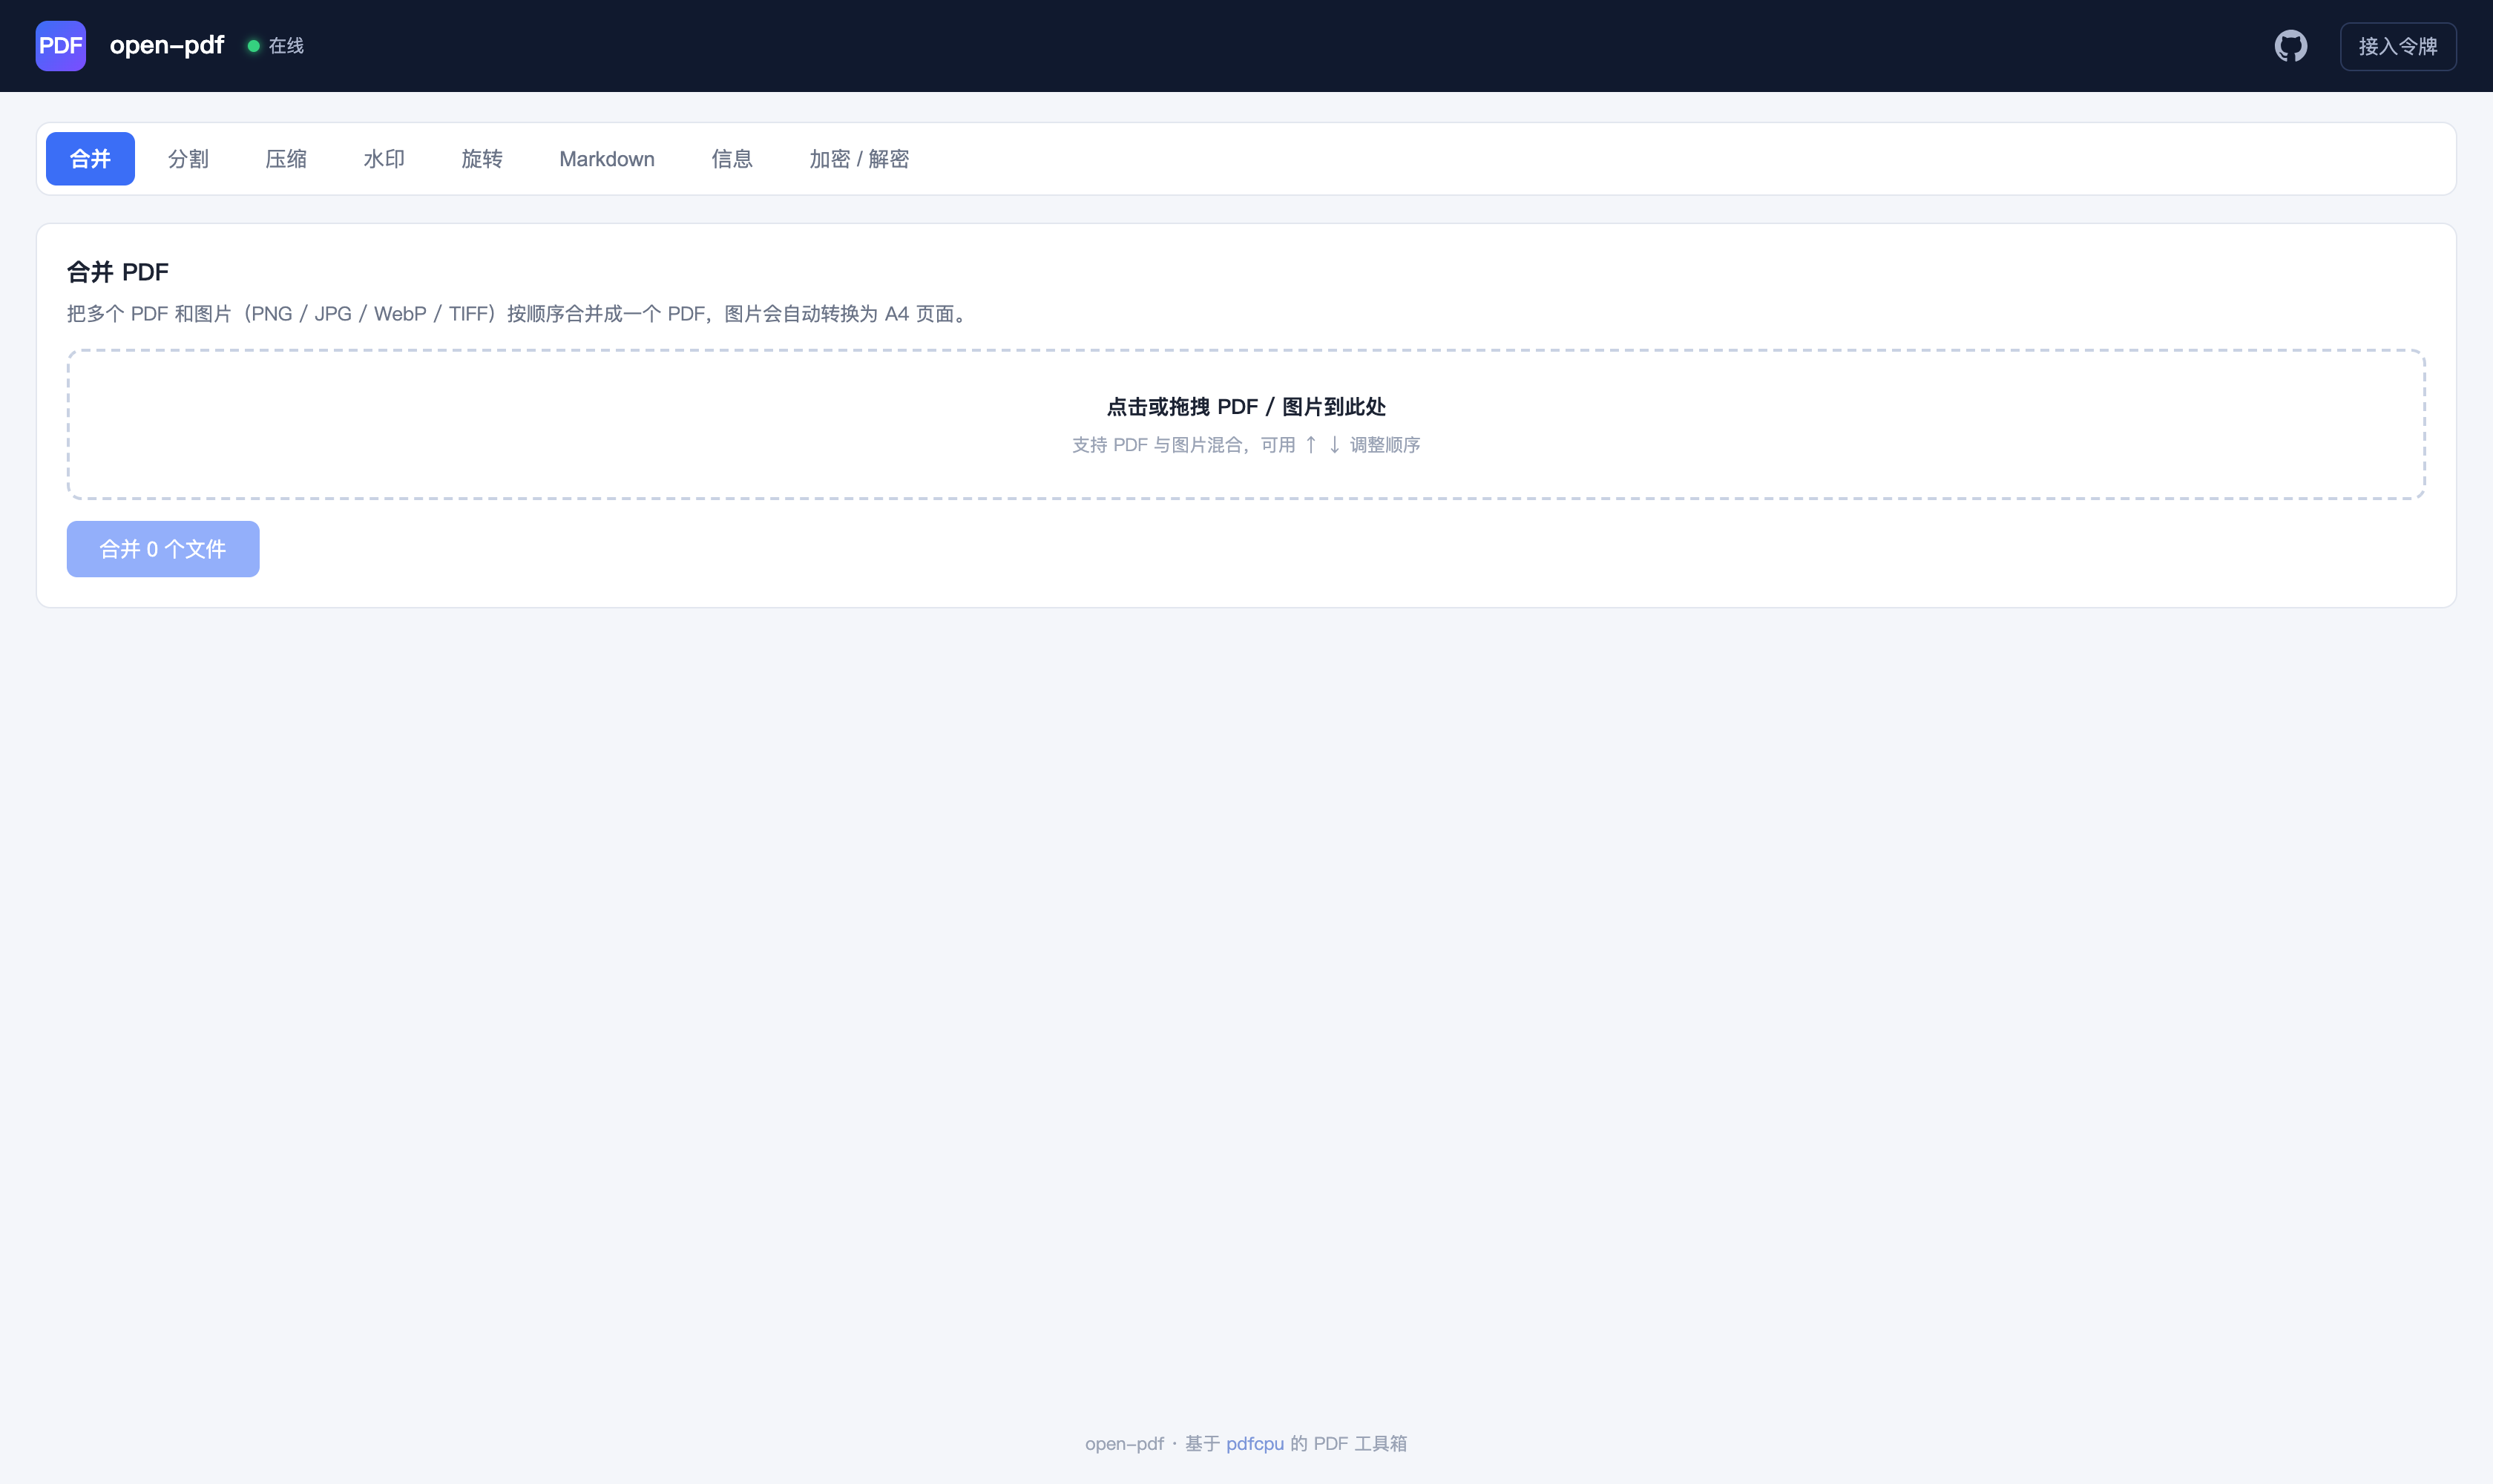 PDF open-pdf 在线 接入令牌
合并 分割 压缩 水印 旋转 Markdown 信息 加密 / 解密
合并 PDF
把多个 PDF 和图片（PNG / JPG / WebP / TIFF）按顺序合并成一个 PDF，图片会自动转换为 A4 页面。
点击或拖拽 PDF / 图片到此处
支持 PDF 与图片混合，可用 ↑ ↓ 调整顺序
合并 0 个文件
open-pdf · 基于 pdfcpu 的 PDF 工具箱